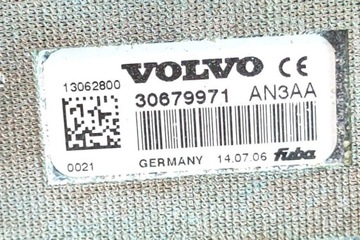 13062800 VOLVO CE
30679971 AN3AA
0021 GERMANY 14.07.06 fuba